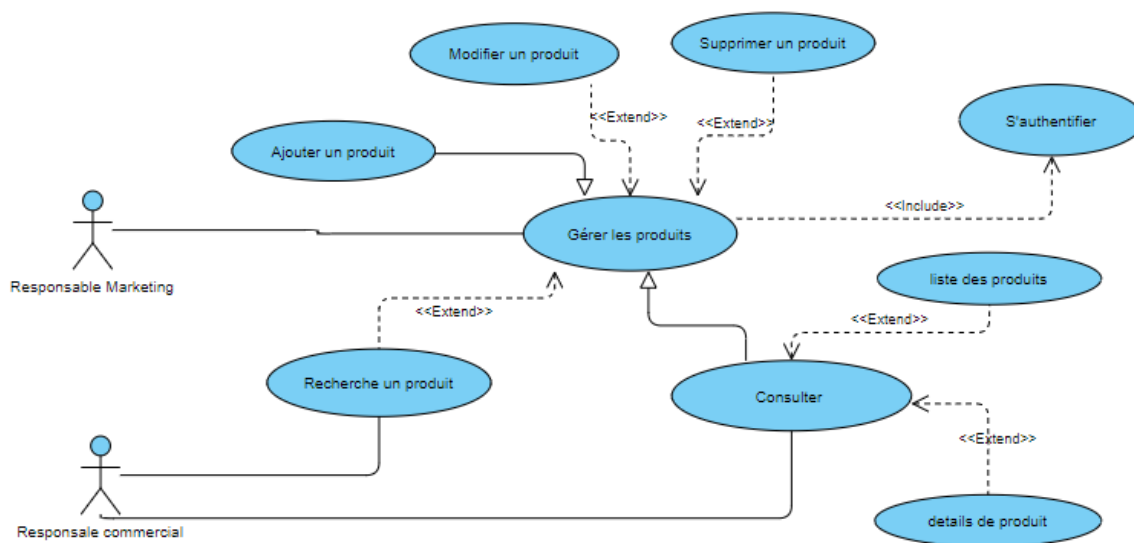 Modifier un produit
Supprimer un produit
<<Extend>>
<<Extend>>
S'authentifier
Ajouter un produit
<<Include>>
Gérer les produits
Responsable Marketing
liste des produits
<<Extend>>
<<Extend>>
Recherche un produit
Consulter
<<Extend>>
Responsale commercial
details de produit